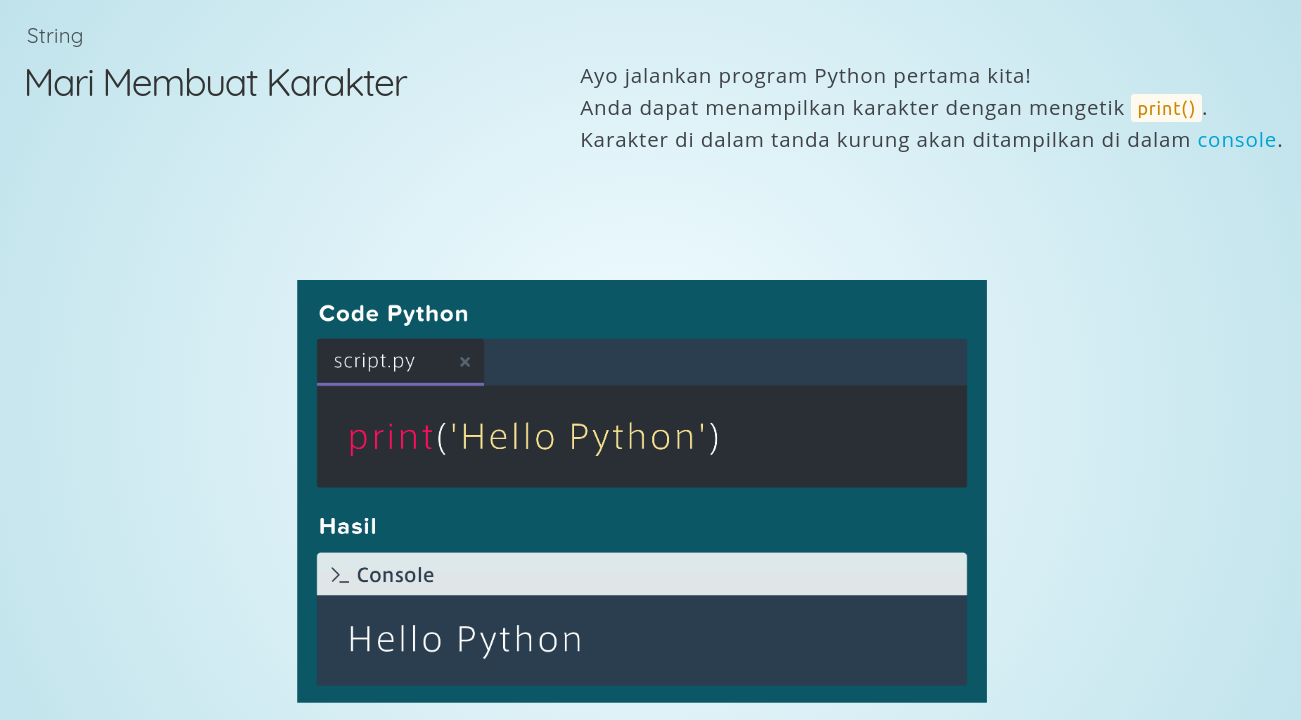 String
Mari Membuat Karakter
Ayo jalankan program Python pertama kita!
Anda dapat menampilkan karakter dengan mengetik print().
Karakter di dalam tanda kurung akan ditampilkan di dalam console.
Code Python
script.py ×
print('Hello Python')
Hasil
>_ Console
Hello Python